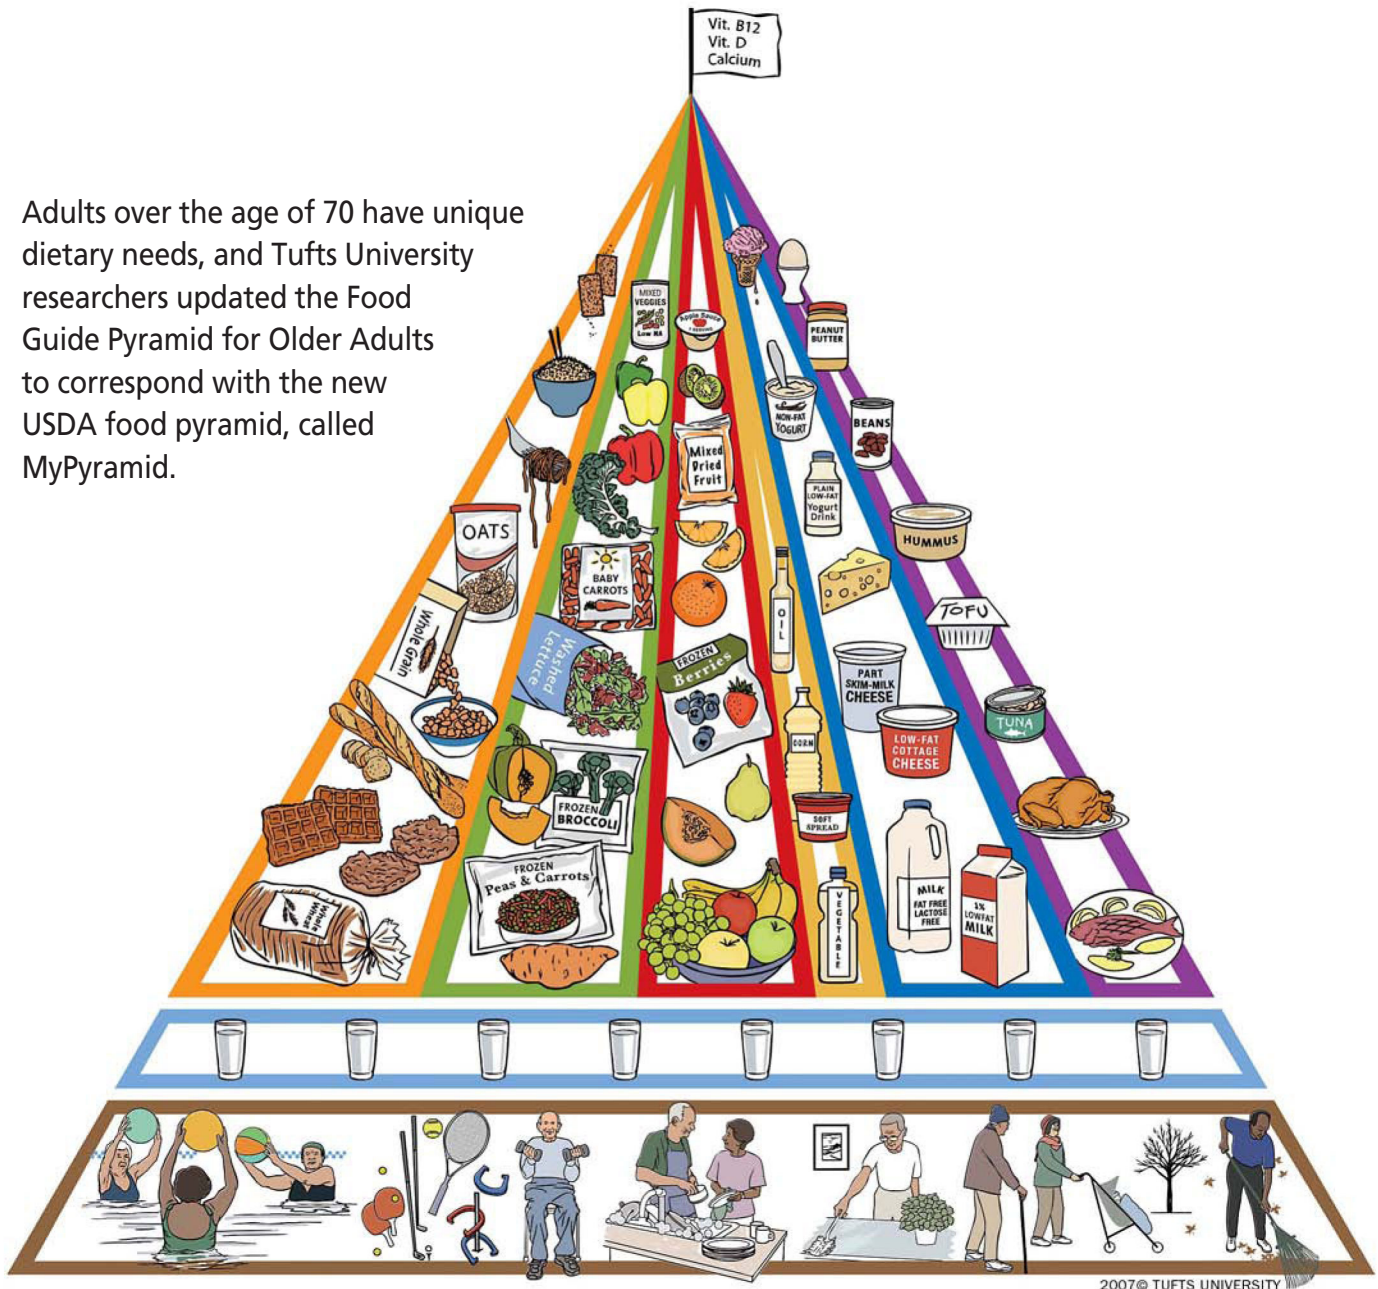 Vit. B12
Vit. D
Calcium
Adults over the age of 70 have unique
dietary needs, and Tufts University
researchers updated the Food
Guide Pyramid for Older Adults
to correspond with the new
USDA food pyramid, called
MyPyramid.
MIXED
VEGGIES
Low NA
Apple Sauce
1 SERVING
PEANUT
BUTTER
NON-FAT
YOGURT
BEANS
Mixed
Dried
Fruit
PLAIN
LOW-FAT
Yogurt
Drink
OATS
HUMMUS
BABY
CARROTS
OIL
TOFU
Whole Grain
Washed
Lettuce
FROZEN
Berries
PART
SKIM-MILK
CHEESE
TUNA
CORN
LOW-FAT
COTTAGE
CHEESE
FROZEN
BROCCOLI
SOFT
SPREAD
FROZEN
Peas & Carrots
Whole
Wheat
VEGETABLE
MILK
FAT FREE
LACTOSE
FREE
1%
LOWFAT
MILK
2007© TUFTS UNIVERSITY